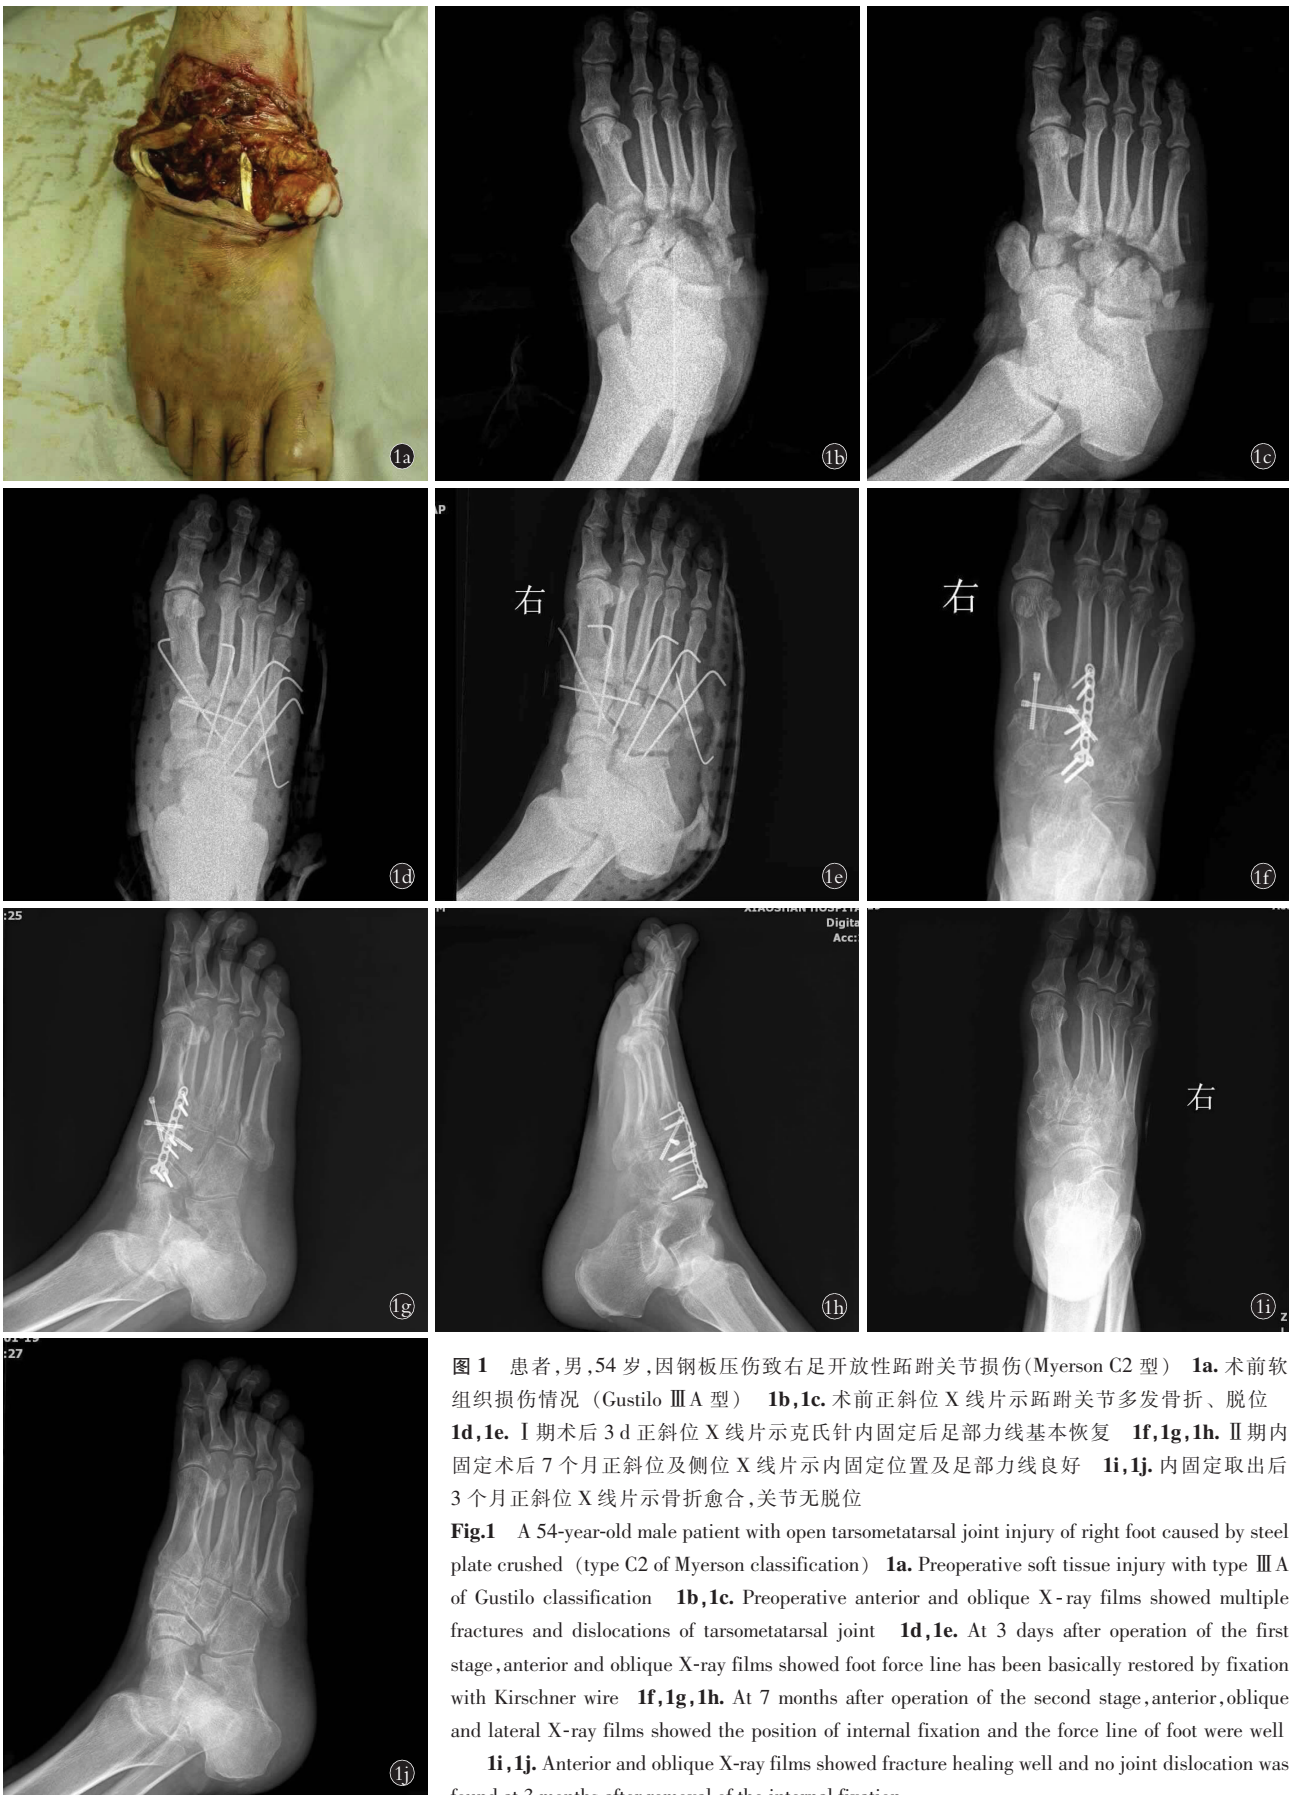 1a
1b
1c
1d
AP
右
1e
右
1f
:25
1g
M
Digita
Acc:
1h
右
1i
Z
:27
1j
图 1 患者,男,54 岁,因钢板压伤致右足开放性跖跗关节损伤(Myerson C2 型) 1a. 术前软
组织损伤情况(Gustilo ⅢA 型) 1b,1c. 术前正斜位 X 线片示跖跗关节多发骨折、脱位
1d,1e. Ⅰ期术后 3 d 正斜位 X 线片示克氏针内固定后足部力线基本恢复 1f,1g,1h. Ⅱ期内
固定术后 7 个月正斜位及侧位 X 线片示内固定位置及足部力线良好 1i,1j. 内固定取出后
3 个月正斜位 X 线片示骨折愈合,关节无脱位
Fig.1 A 54-year-old male patient with open tarsometatarsal joint injury of right foot caused by steel
plate crushed (type C2 of Myerson classification) 1a. Preoperative soft tissue injury with type ⅢA
of Gustilo classification 1b,1c. Preoperative anterior and oblique X-ray films showed multiple
fractures and dislocations of tarsometatarsal joint 1d,1e. At 3 days after operation of the first
stage,anterior and oblique X-ray films showed foot force line has been basically restored by fixation
with Kirschner wire 1f,1g,1h. At 7 months after operation of the second stage,anterior,oblique
and lateral X-ray films showed the position of internal fixation and the force line of foot were well
1i,1j. Anterior and oblique X-ray films showed fracture healing well and no joint dislocation was
found at 3 months after removal of the internal fixation